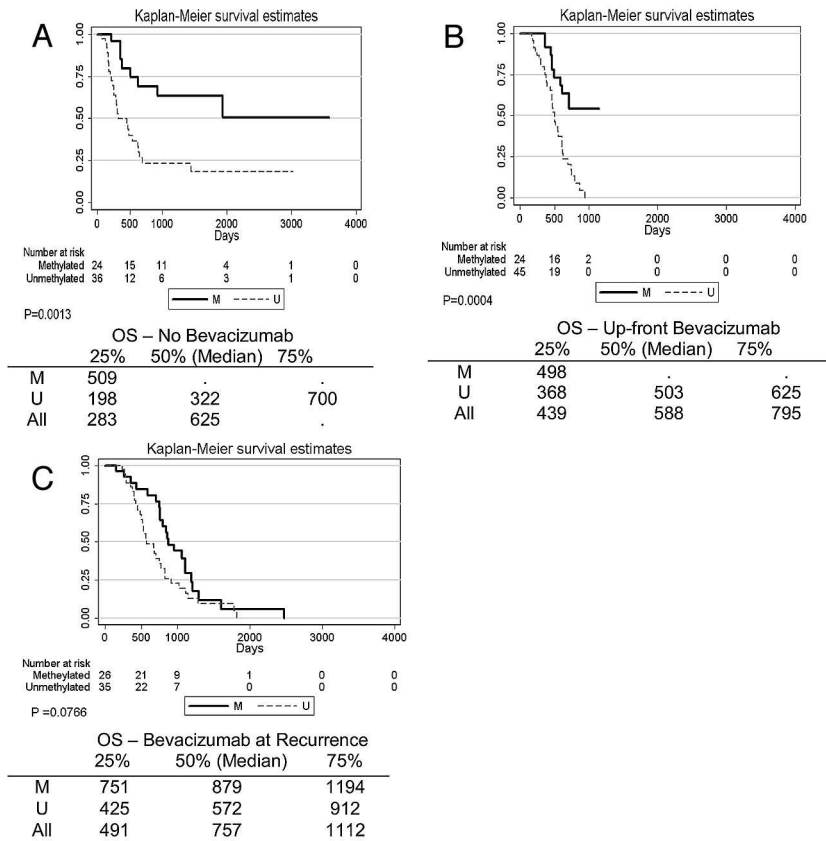 A
Kaplan-Meier survival estimates
1.00
0.75
0.50
0.25
0.00
0 500 1000 2000 3000 4000
Days
Number at risk
Methylated 24 15 11 4 1 0
Unmethylated 36 12 6 3 1 0
M U
P=0.0013
OS – No Bevacizumab
25% 50% (Median) 75%
M 509 . .
U 198 322 700
All 283 625 .
B
Kaplan-Meier survival estimates
1.00
0.75
0.50
0.25
0.00
0 500 1000 2000 3000 4000
Days
Number at risk
Methylated 24 16 2 0 0 0
Unmethylated 45 19 0 0 0 0
M U
P=0.0004
OS – Up-front Bevacizumab
25% 50% (Median) 75%
M 498 . .
U 368 503 625
All 439 588 795
C
Kaplan-Meier survival estimates
1.00
0.75
0.50
0.25
0.00
0 500 1000 2000 3000 4000
Days
Number at risk
Metheylated 26 21 9 1 0 0
Unmethylated 35 22 7 0 0 0
M U
P =0.0766
OS – Bevacizumab at Recurrence
25% 50% (Median) 75%
M 751 879 1194
U 425 572 912
All 491 757 1112